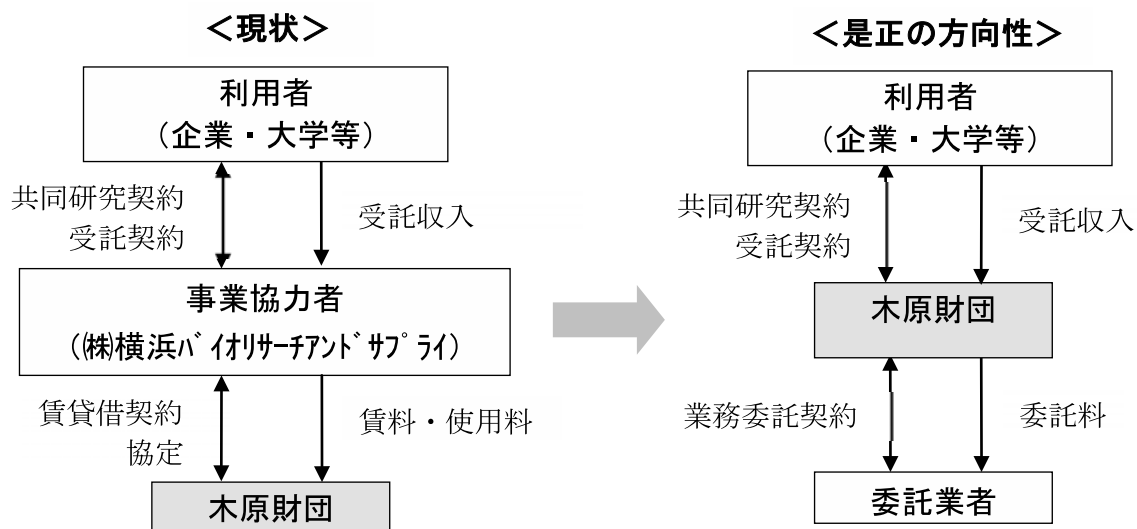 ＜現状＞
利用者
（企業・大学等）
共同研究契約
受託契約
受託収入
事業協力者
（㈱横浜ﾊﾞｲｵﾘｻｰﾁｱﾝﾄﾞｻﾌﾟﾗｲ）
賃貸借契約
協定
賃料・使用料
木原財団
＜是正の方向性＞
利用者
（企業・大学等）
共同研究契約
受託契約
受託収入
木原財団
業務委託契約
委託料
委託業者